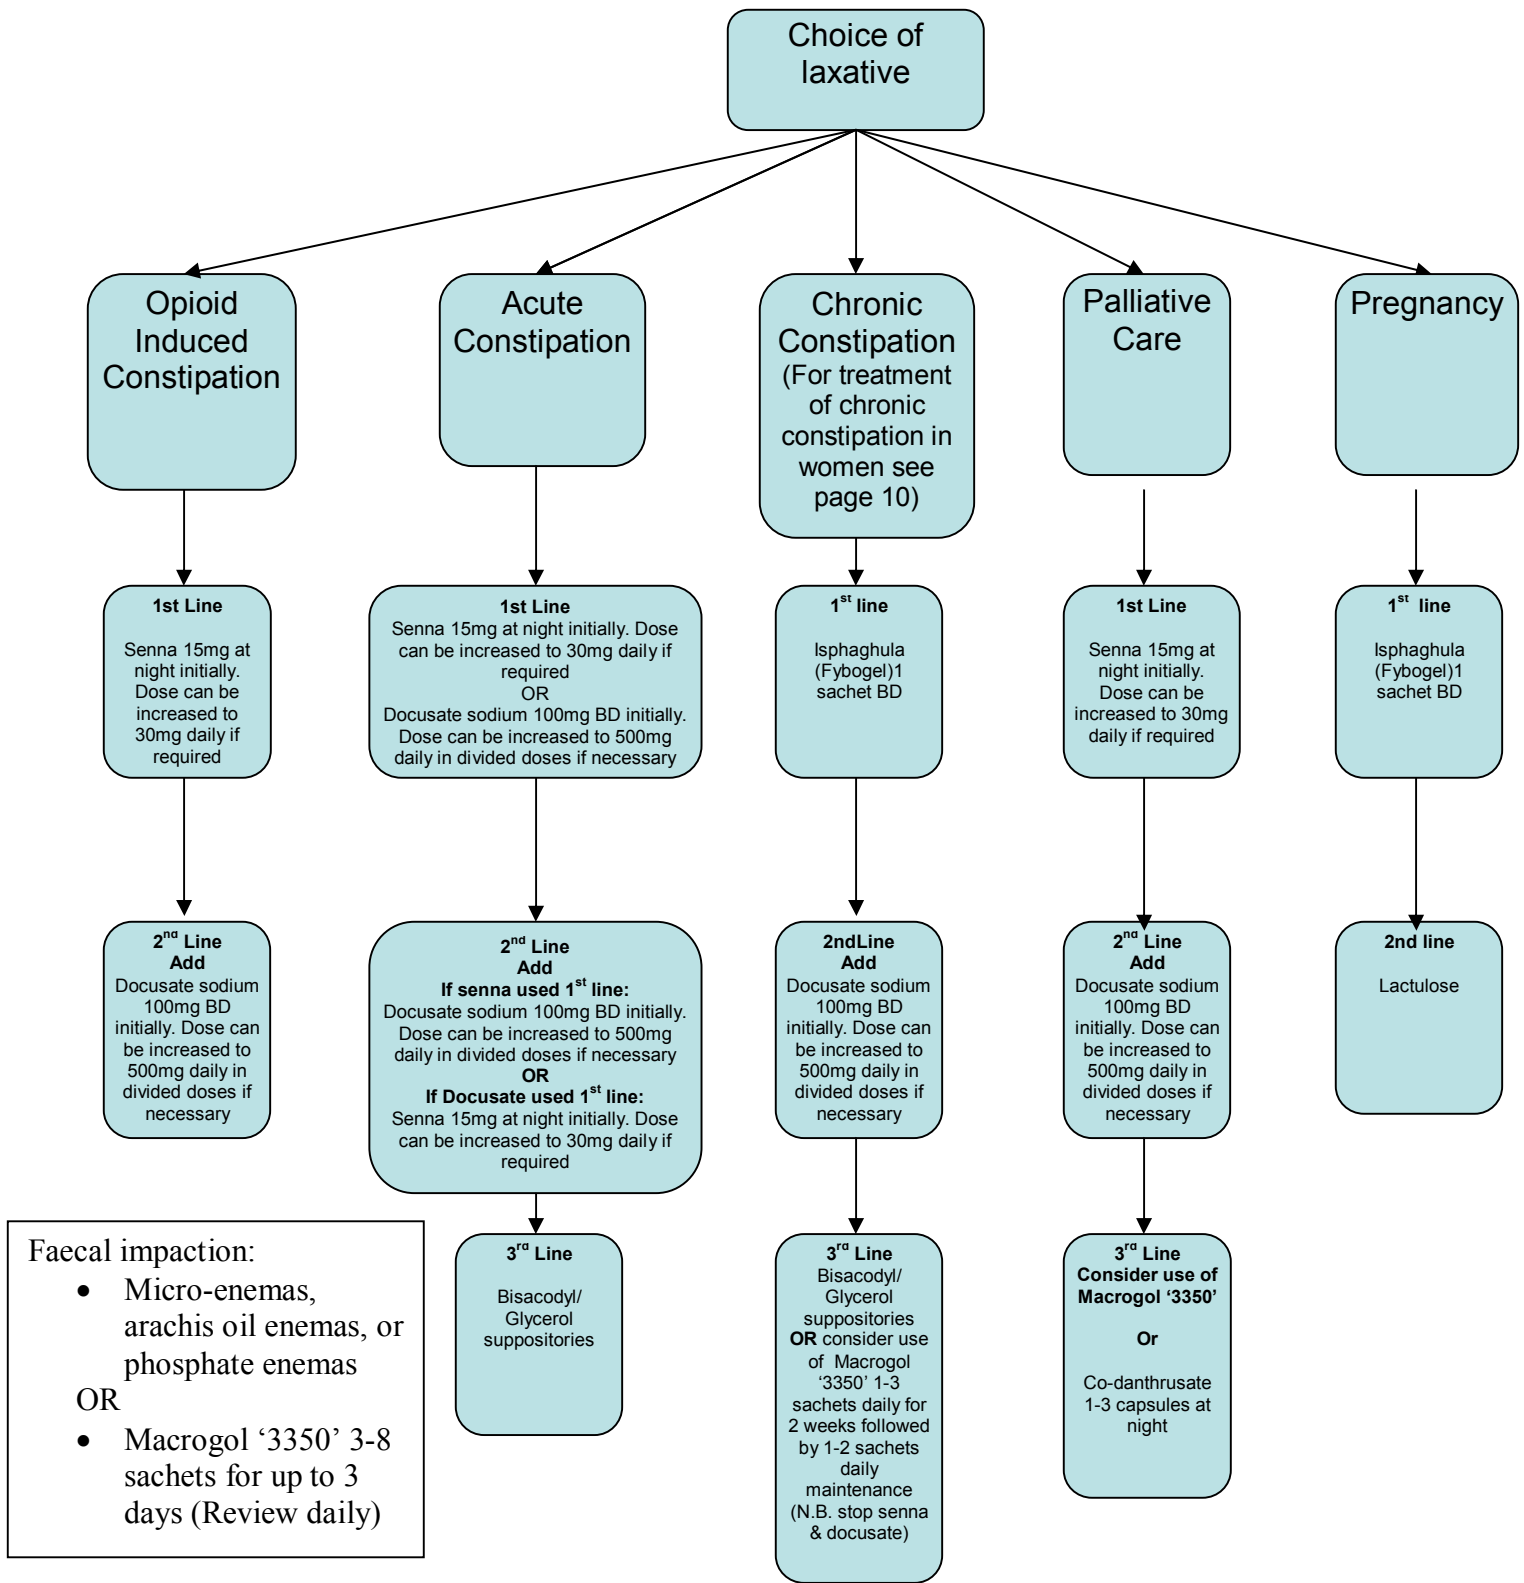 Choice of
laxative
Opioid
Induced
Constipation
Acute
Constipation
Chronic
Constipation
(For treatment
of chronic
constipation in
women see
page 10)
Palliative
Care
Pregnancy
1st Line
Senna 15mg at
night initially.
Dose can be
increased to
30mg daily if
required
1st Line
Senna 15mg at night initially. Dose
can be increased to 30mg daily if
required
OR
Docusate sodium 100mg BD initially.
Dose can be increased to 500mg
daily in divided doses if necessary
1st line
Isphaghula
(Fybogel)1
sachet BD
1st Line
Senna 15mg at
night initially.
Dose can be
increased to 30mg
daily if required
1st line
Isphaghula
(Fybogel)1
sachet BD
2nd Line
Add
Docusate sodium
100mg BD
initially. Dose can
be increased to
500mg daily in
divided doses if
necessary
2nd Line
Add
If senna used 1st line:
Docusate sodium 100mg BD initially.
Dose can be increased to 500mg
daily in divided doses if necessary
OR
If Docusate used 1st line:
Senna 15mg at night initially. Dose
can be increased to 30mg daily if
required
2ndLine
Add
Docusate sodium
100mg BD
initially. Dose can
be increased to
500mg daily in
divided doses if
necessary
2nd Line
Add
Docusate sodium
100mg BD
initially. Dose can
be increased to
500mg daily in
divided doses if
necessary
2nd line
Lactulose
Faecal impaction:
• Micro-enemas,
arachis oil enemas, or
phosphate enemas
OR
• Macrogol ‘3350’ 3-8
sachets for up to 3
days (Review daily)
3rd Line
Bisacodyl/
Glycerol
suppositories
3rd Line
Bisacodyl/
Glycerol
suppositories
OR consider use
of Macrogol
‘3350’ 1-3
sachets daily for
2 weeks followed
by 1-2 sachets
daily
maintenance
(N.B. stop senna
& docusate)
3rd Line
Consider use of
Macrogol ‘3350’
Or
Co-danthrusate
1-3 capsules at
night